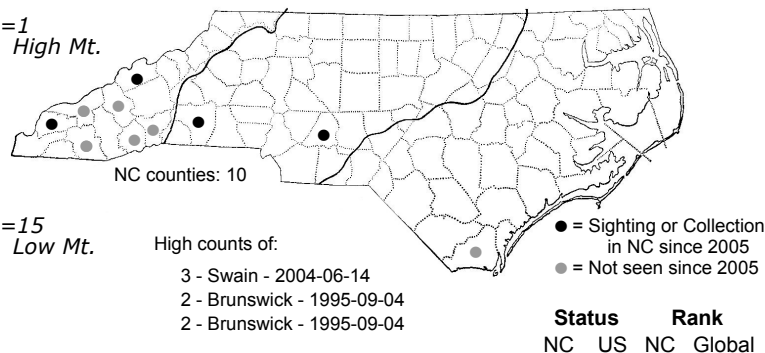 =1
High Mt.
NC counties: 10
=15
Low Mt.
High counts of:
3 - Swain - 2004-06-14
2 - Brunswick - 1995-09-04
2 - Brunswick - 1995-09-04
= Sighting or Collection
in NC since 2005
= Not seen since 2005
Status Rank
NC US NC Global